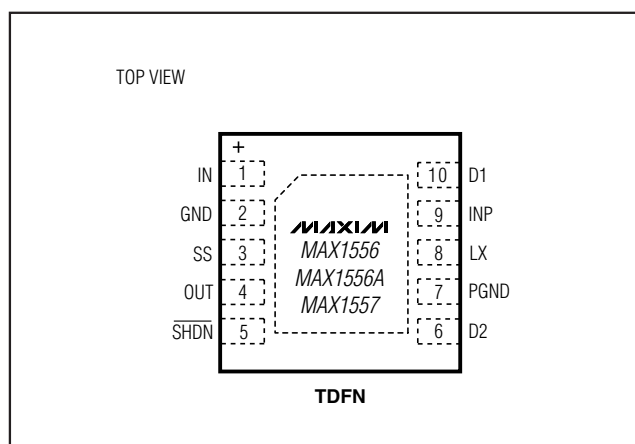 TOP VIEW
+
IN 1 10 D1
GND 2 9 INP
SS 3 8 LX
OUT 4 7 PGND
SHDN 5 6 D2
MAXIM
MAX1556
MAX1556A
MAX1557
TDFN